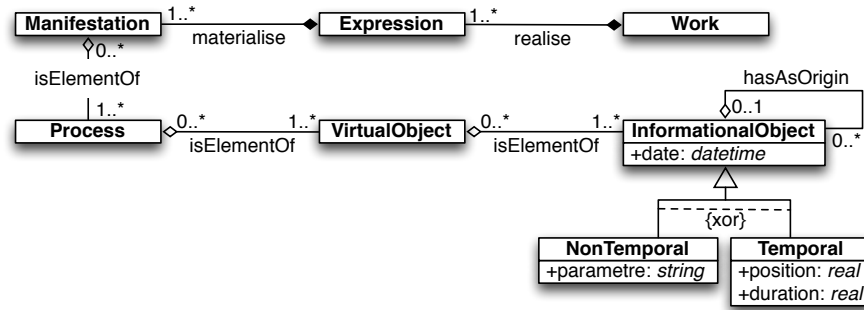 Manifestation 1..* materialise Expression 1..* realise Work
0..*
isElementOf
1..*
hasAsOrigin
0..1
0..*
Process 0..* isElementOf 1..* VirtualObject 0..* isElementOf 1..* InformationalObject
+date: datetime
{xor}
NonTemporal
+parametre: string
Temporal
+position: real
+duration: real